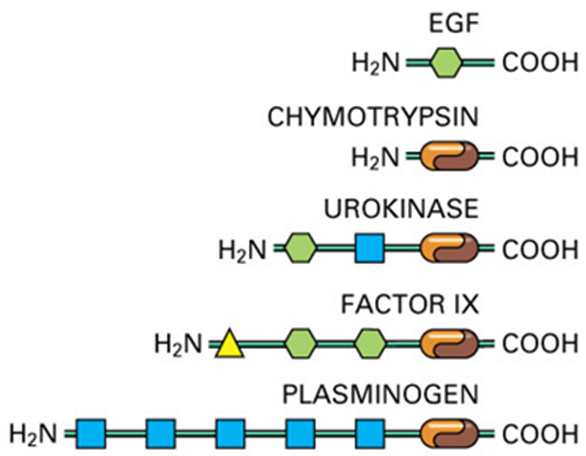 EGF
H₂N COOH
CHYMOTRYPSIN
H₂N COOH
UROKINASE
H₂N COOH
FACTOR IX
H₂N COOH
PLASMINOGEN
H₂N COOH